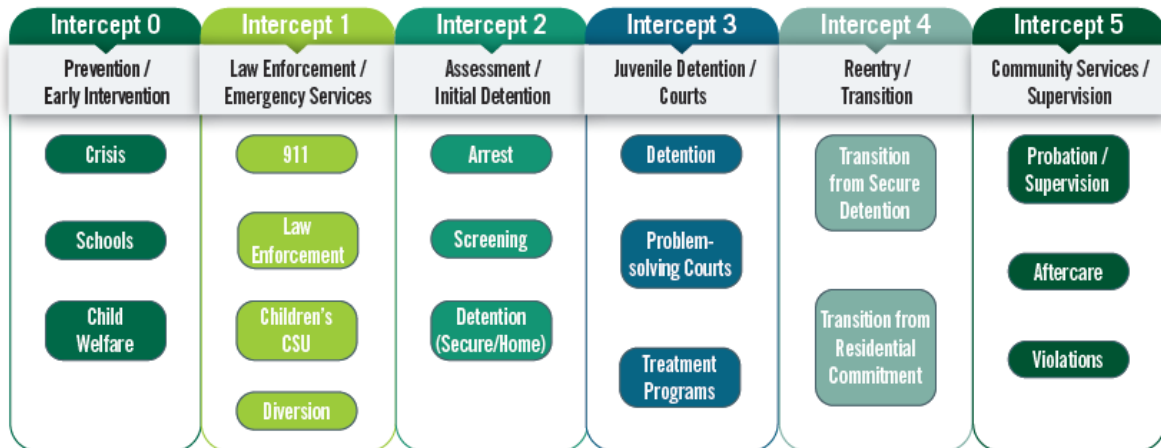 Intercept 0
Prevention /
Early Intervention
Crisis
Schools
Child
Welfare
Intercept 1
Law Enforcement /
Emergency Services
911
Law
Enforcement
Children's
CSU
Diversion
Intercept 2
Assessment /
Initial Detention
Arrest
Screening
Detention
(Secure/Home)
Intercept 3
Juvenile Detention /
Courts
Detention
Problem-
solving Courts
Treatment
Programs
Intercept 4
Reentry /
Transition
Transition
from Secure
Detention
Transition from
Residential
Commitment
Intercept 5
Community Services /
Supervision
Probation /
Supervision
Aftercare
Violations